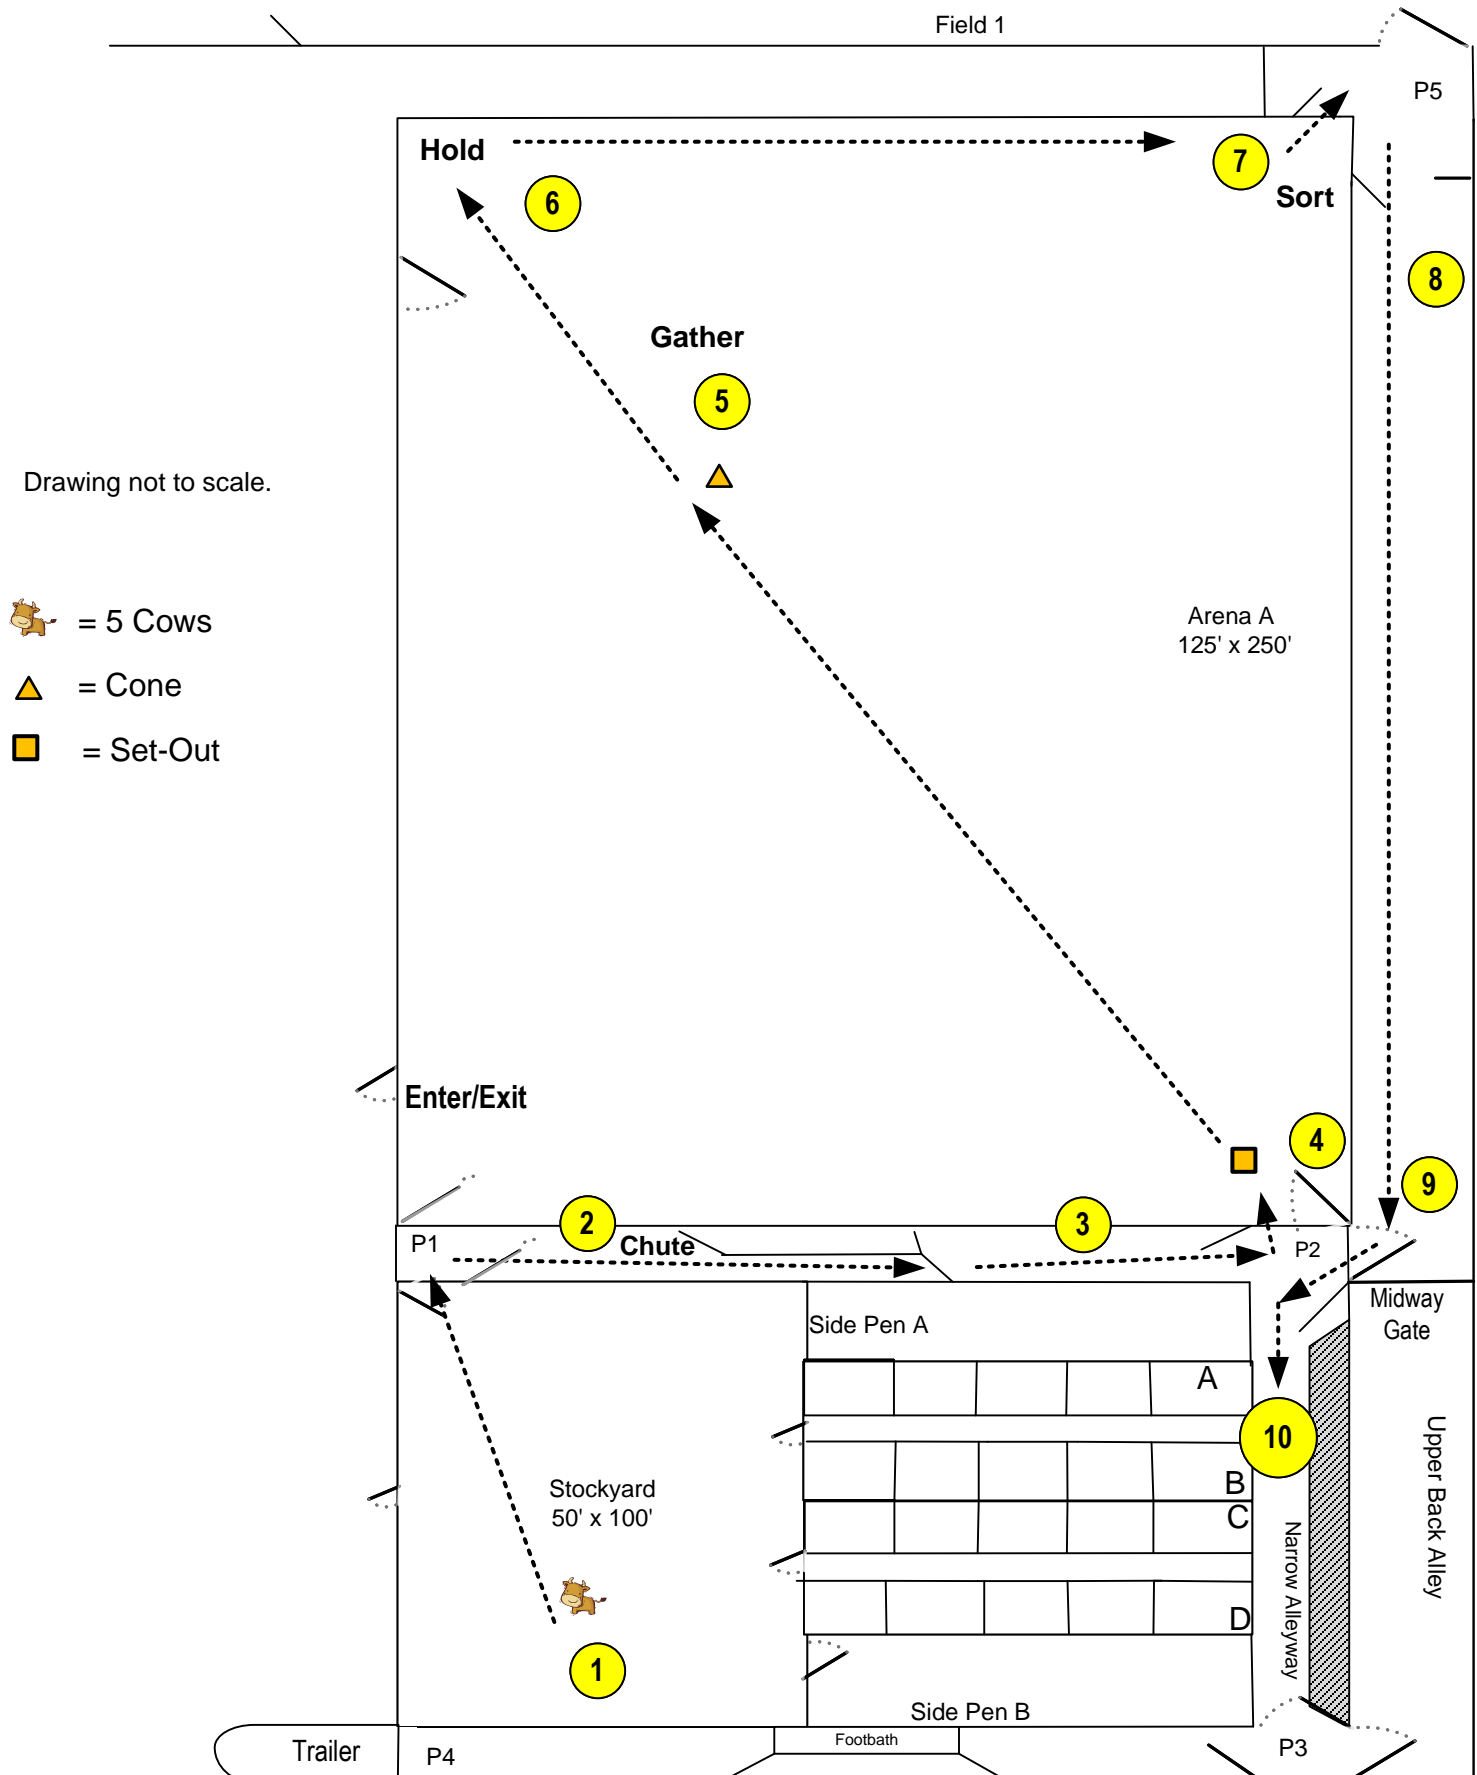 Field 1
P5
Hold
7
6
Sort
8
Gather
5
Drawing not to scale.
Arena A
125' x 250'
= 5 Cows
= Cone
= Set-Out
Enter/Exit
4
9
2
3
P1
Chute
P2
Midway
Gate
Side Pen A
A
10
B
C
D
Stockyard
50' x 100'
Upper Back Alley
Narrow Alleyway
1
Side Pen B
Trailer
P4
Footbath
P3